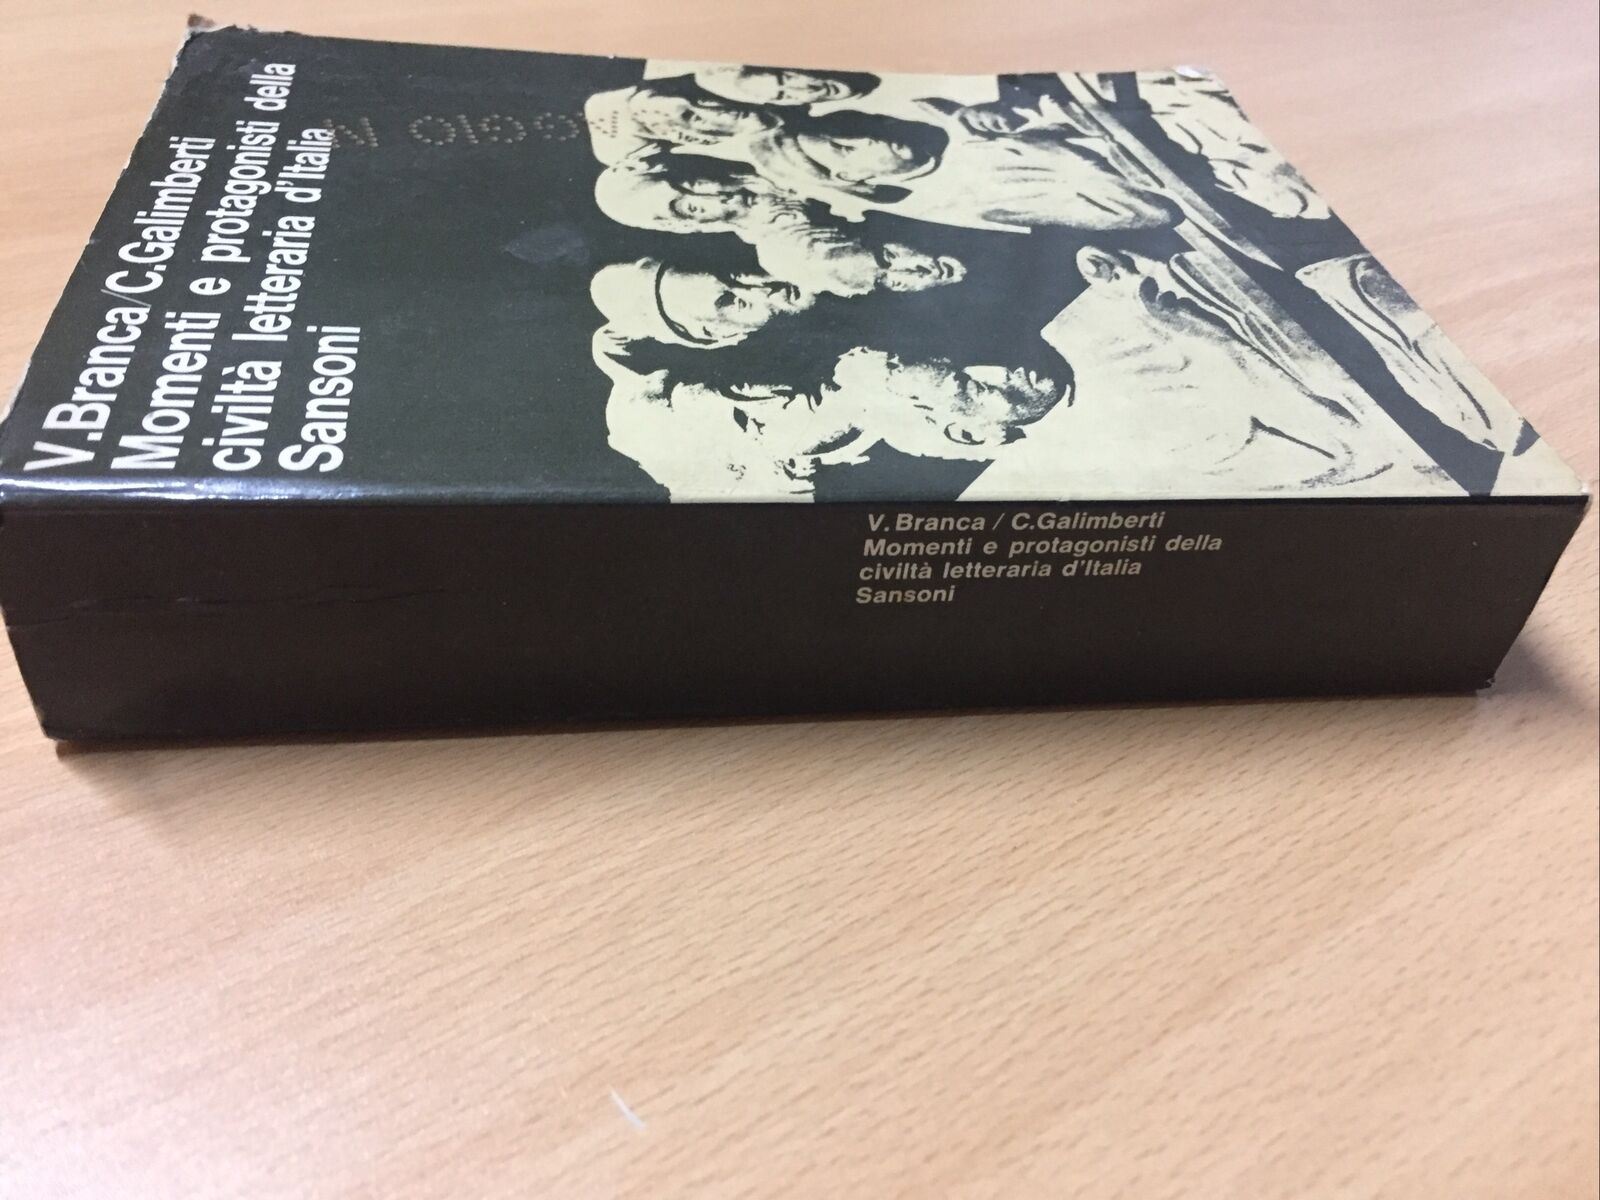 V.Branca/C.Galimberti
Momenti e protagonisti della
civiltà letteraria d'Italia
Sansoni
V.Branca / C.Galimberti
Momenti e protagonisti della
civiltà letteraria d'Italia
Sansoni